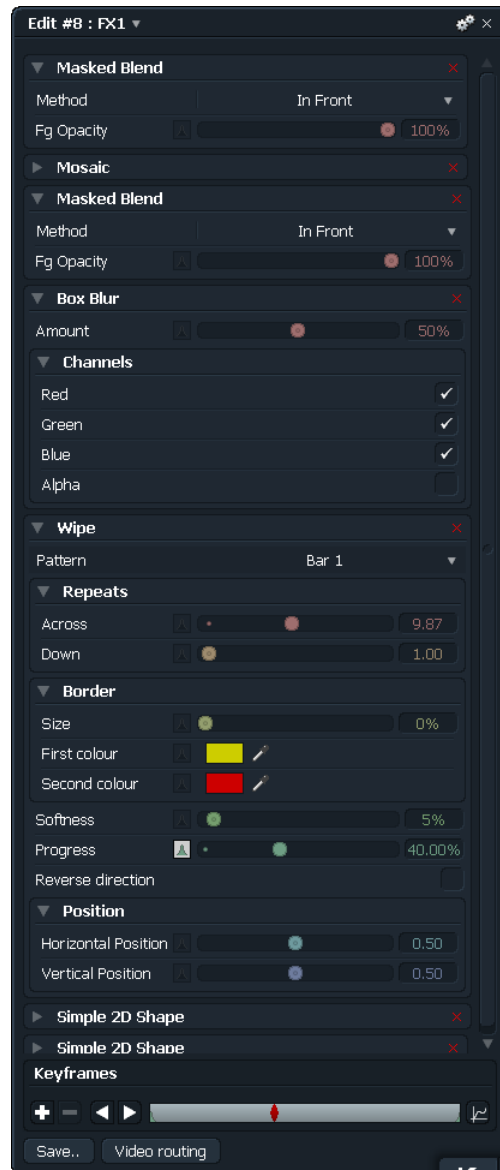 Edit #8 : FX1
Masked Blend
Method In Front
Fg Opacity 100%
Mosaic
Masked Blend
Method In Front
Fg Opacity 100%
Box Blur
Amount 50%
Channels
Red
Green
Blue
Alpha
Wipe
Pattern Bar 1
Repeats
Across 9.87
Down 1.00
Border
Size 0%
First colour
Second colour
Softness 5%
Progress 40.00%
Reverse direction
Position
Horizontal Position 0.50
Vertical Position 0.50
Simple 2D Shape
Simple 2D Shape
Keyframes
Save.. Video routing